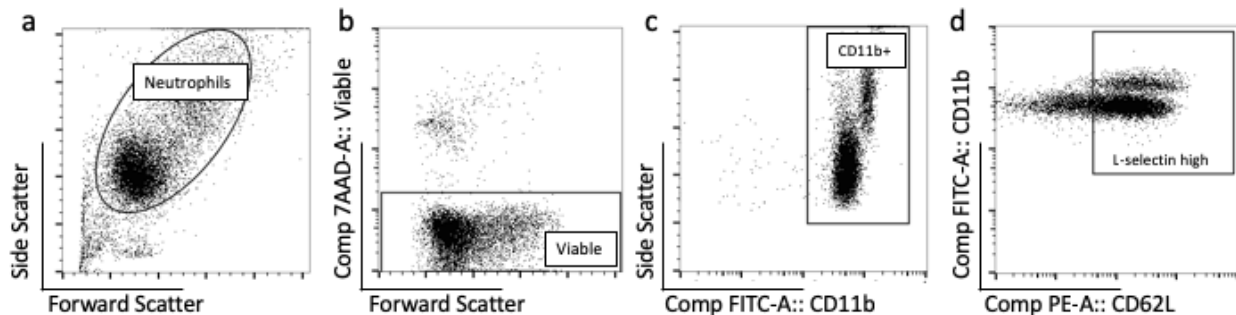 a
Side Scatter
Neutrophils
Forward Scatter
b
Comp 7AAD-A:: Viable
Viable
Forward Scatter
c
Side Scatter
CD11b+
Comp FITC-A:: CD11b
d
Comp FITC-A:: CD11b
L-selectin high
Comp PE-A:: CD62L